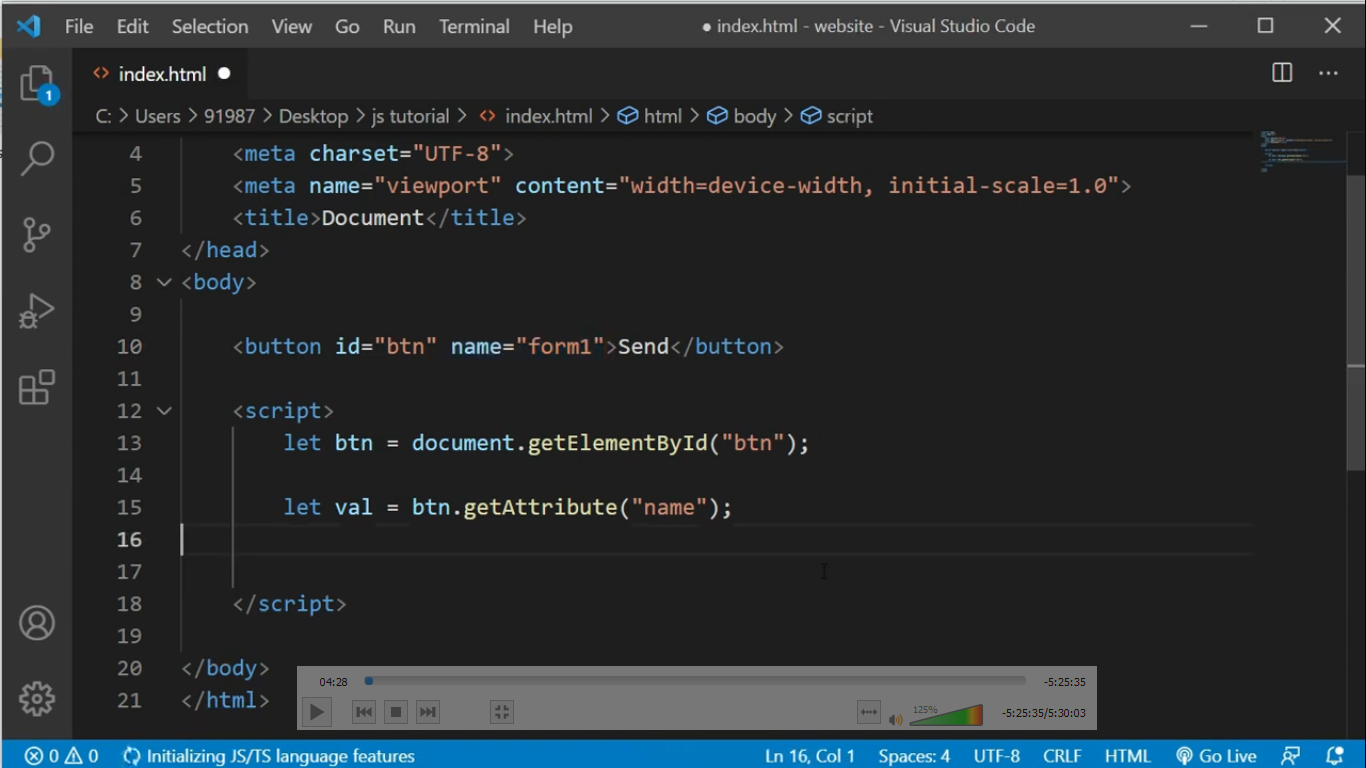 File Edit Selection View Go Run Terminal Help ● index.html - website - Visual Studio Code
index.html
1
C: > Users > 91987 > Desktop > js tutorial > index.html > html > body > script
4 <meta charset="UTF-8">
5 <meta name="viewport" content="width=device-width, initial-scale=1.0">
6 <title>Document</title>
7 </head>
8 <body>
9
10 <button id="btn" name="form1">Send</button>
11
12 <script>
13 let btn = document.getElementById("btn");
14
15 let val = btn.getAttribute("name");
16
17
18 </script>
19
20 </body>
21 </html>
04:28 -5:25:35
125% -5:25:35/5:30:03
0 0 Initializing JS/TS language features Ln 16, Col 1 Spaces: 4 UTF-8 CRLF HTML Go Live